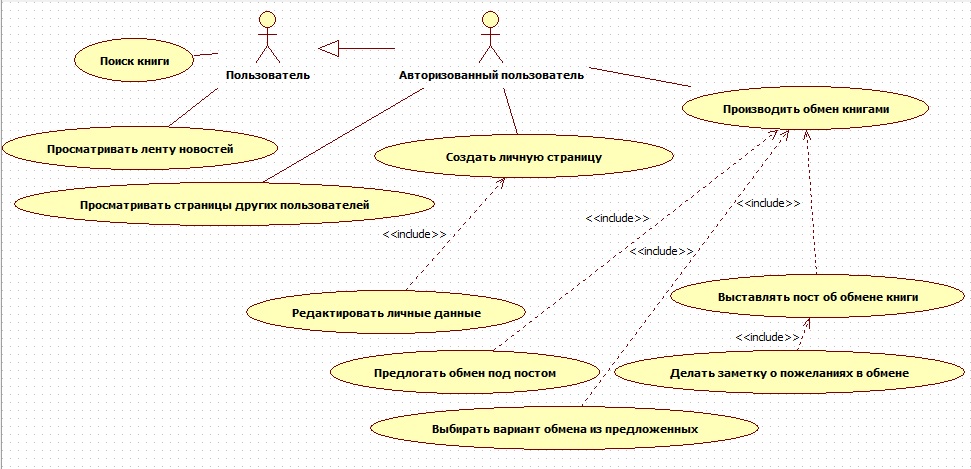 Поиск книги
Пользователь
Авторизованный пользователь
Производить обмен книгами
Просматривать ленту новостей
Создать личную страницу
Просматривать страницы других пользователей
<<include>>
<<include>>
<<include>>
<<include>>
Редактировать личные данные
Выставлять пост об обмене книги
<<include>>
Предлогать обмен под постом
Делать заметку о пожеланиях в обмене
Выбирать вариант обмена из предложенных